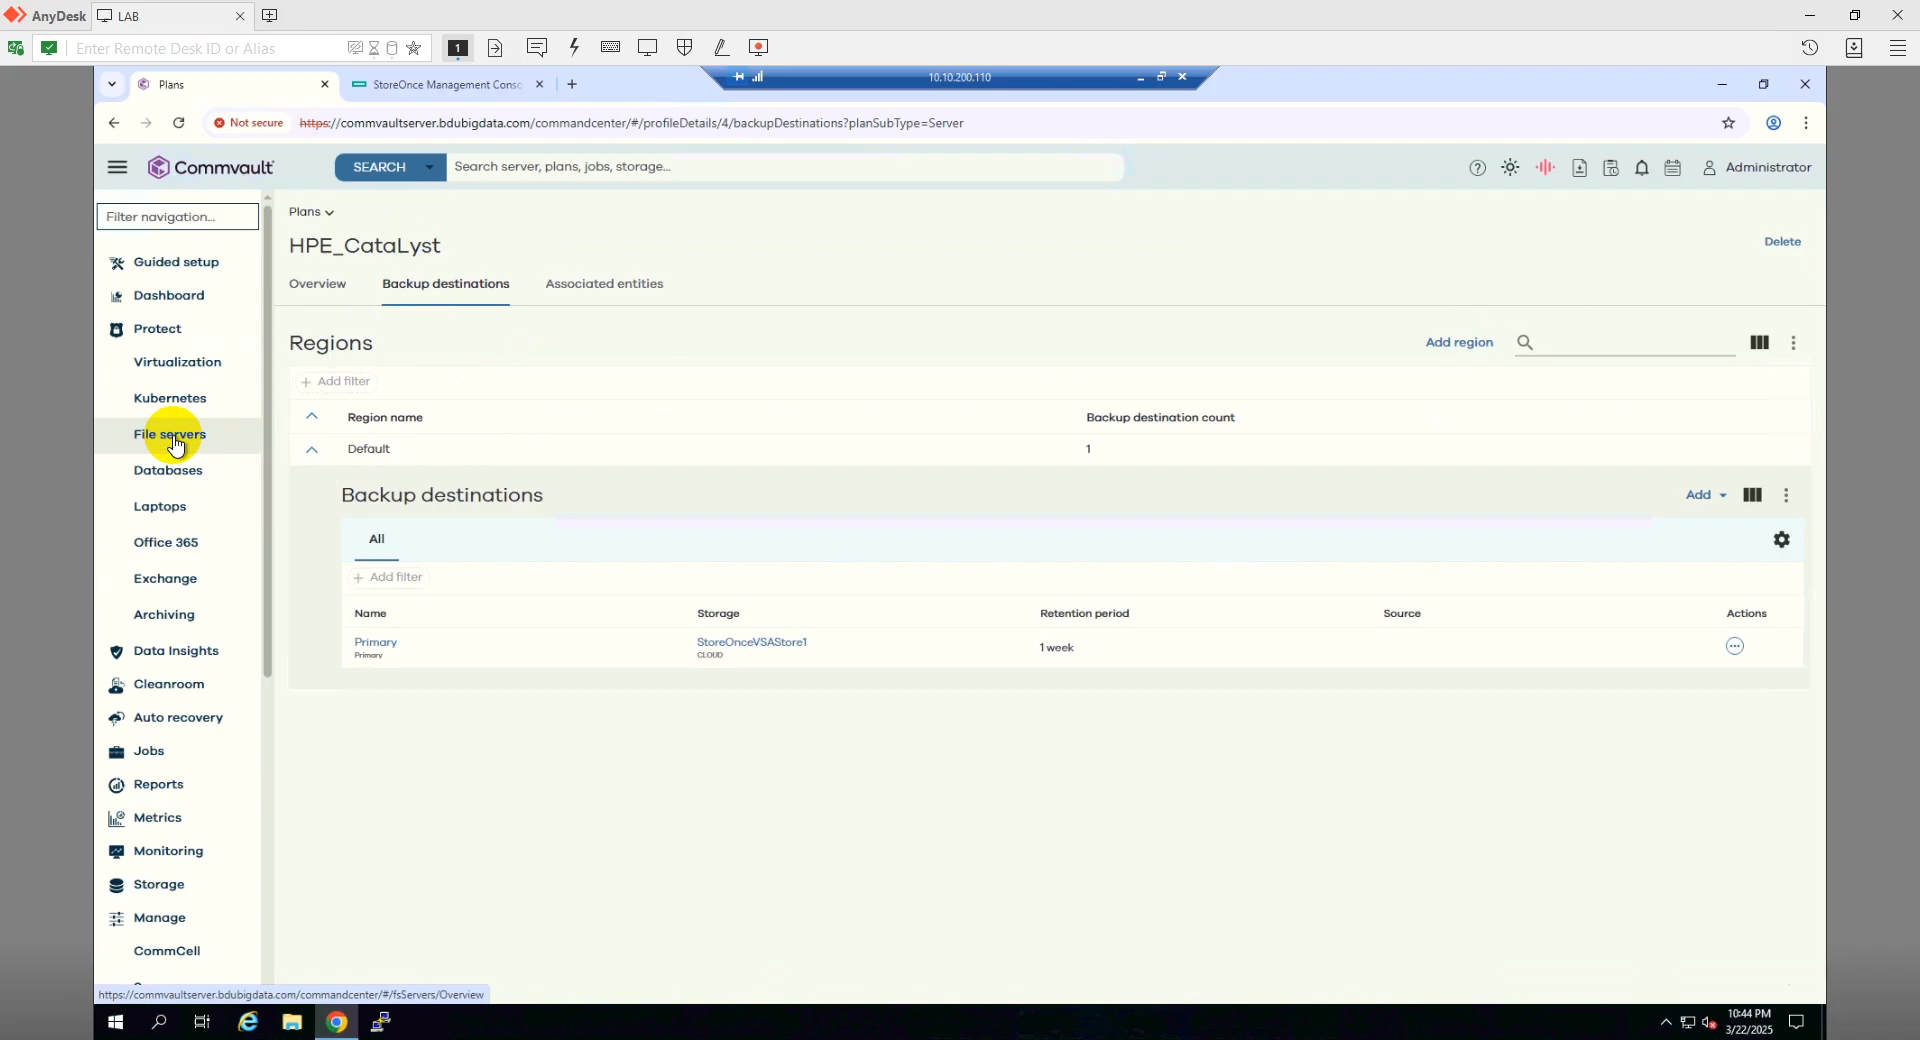 AnyDesk
LAB
Enter Remote Desk ID or Alias
1
Plans
StoreOnce Management Conso
10.10.200.110
Not secure
https://commvaultserver.bdubigdata.com/commandcenter/#/profileDetails/4/backupDestinations?planSubType=Server
Commvault
SEARCH
Search server, plans, jobs, storage...
Administrator
Filter navigation...
Guided setup
Dashboard
Protect
Virtualization
Kubernetes
File servers
Databases
Laptops
Office 365
Exchange
Archiving
Data Insights
Cleanroom
Auto recovery
Jobs
Reports
Metrics
Monitoring
Storage
Manage
CommCell
Plans
HPE_CataLyst
Delete
Overview
Backup destinations
Associated entities
Regions
Add region
+ Add filter
Region name
Backup destination count
Default
1
Backup destinations
Add
All
+ Add filter
Name
Storage
Retention period
Source
Actions
Primary
Primary
StoreOnceVSAStore1
CLOUD
1 week
https://commvaultserver.bdubigdata.com/commandcenter/#/fsServers/Overview
10:44 PM
3/22/2025